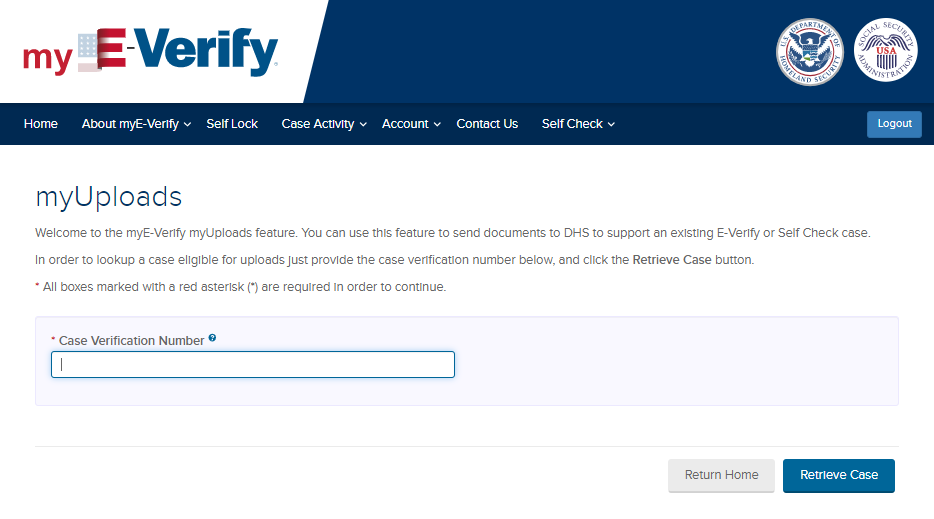 my E-Verify
U.S. DEPARTMENT OF HOMELAND SECURITY
SOCIAL SECURITY ADMINISTRATION
USA
Home About myE-Verify Self Lock Case Activity Account Contact Us Self Check Logout
myUploads
Welcome to the myE-Verify myUploads feature. You can use this feature to send documents to DHS to support an existing E-Verify or Self Check case.
In order to lookup a case eligible for uploads just provide the case verification number below, and click the Retrieve Case button.
* All boxes marked with a red asterisk (*) are required in order to continue.
* Case Verification Number ?
Return Home Retrieve Case